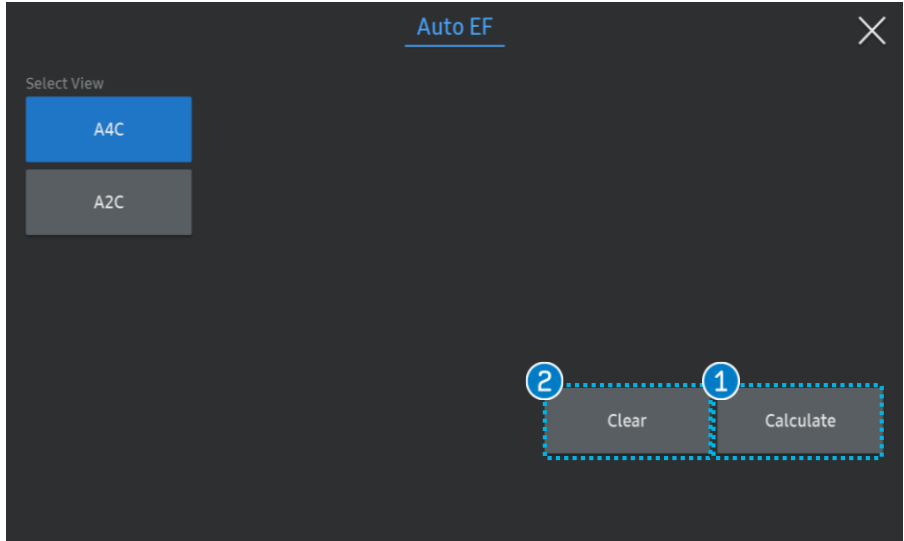 Auto EF
Select View
A4C
A2C
2
1
Clear
Calculate